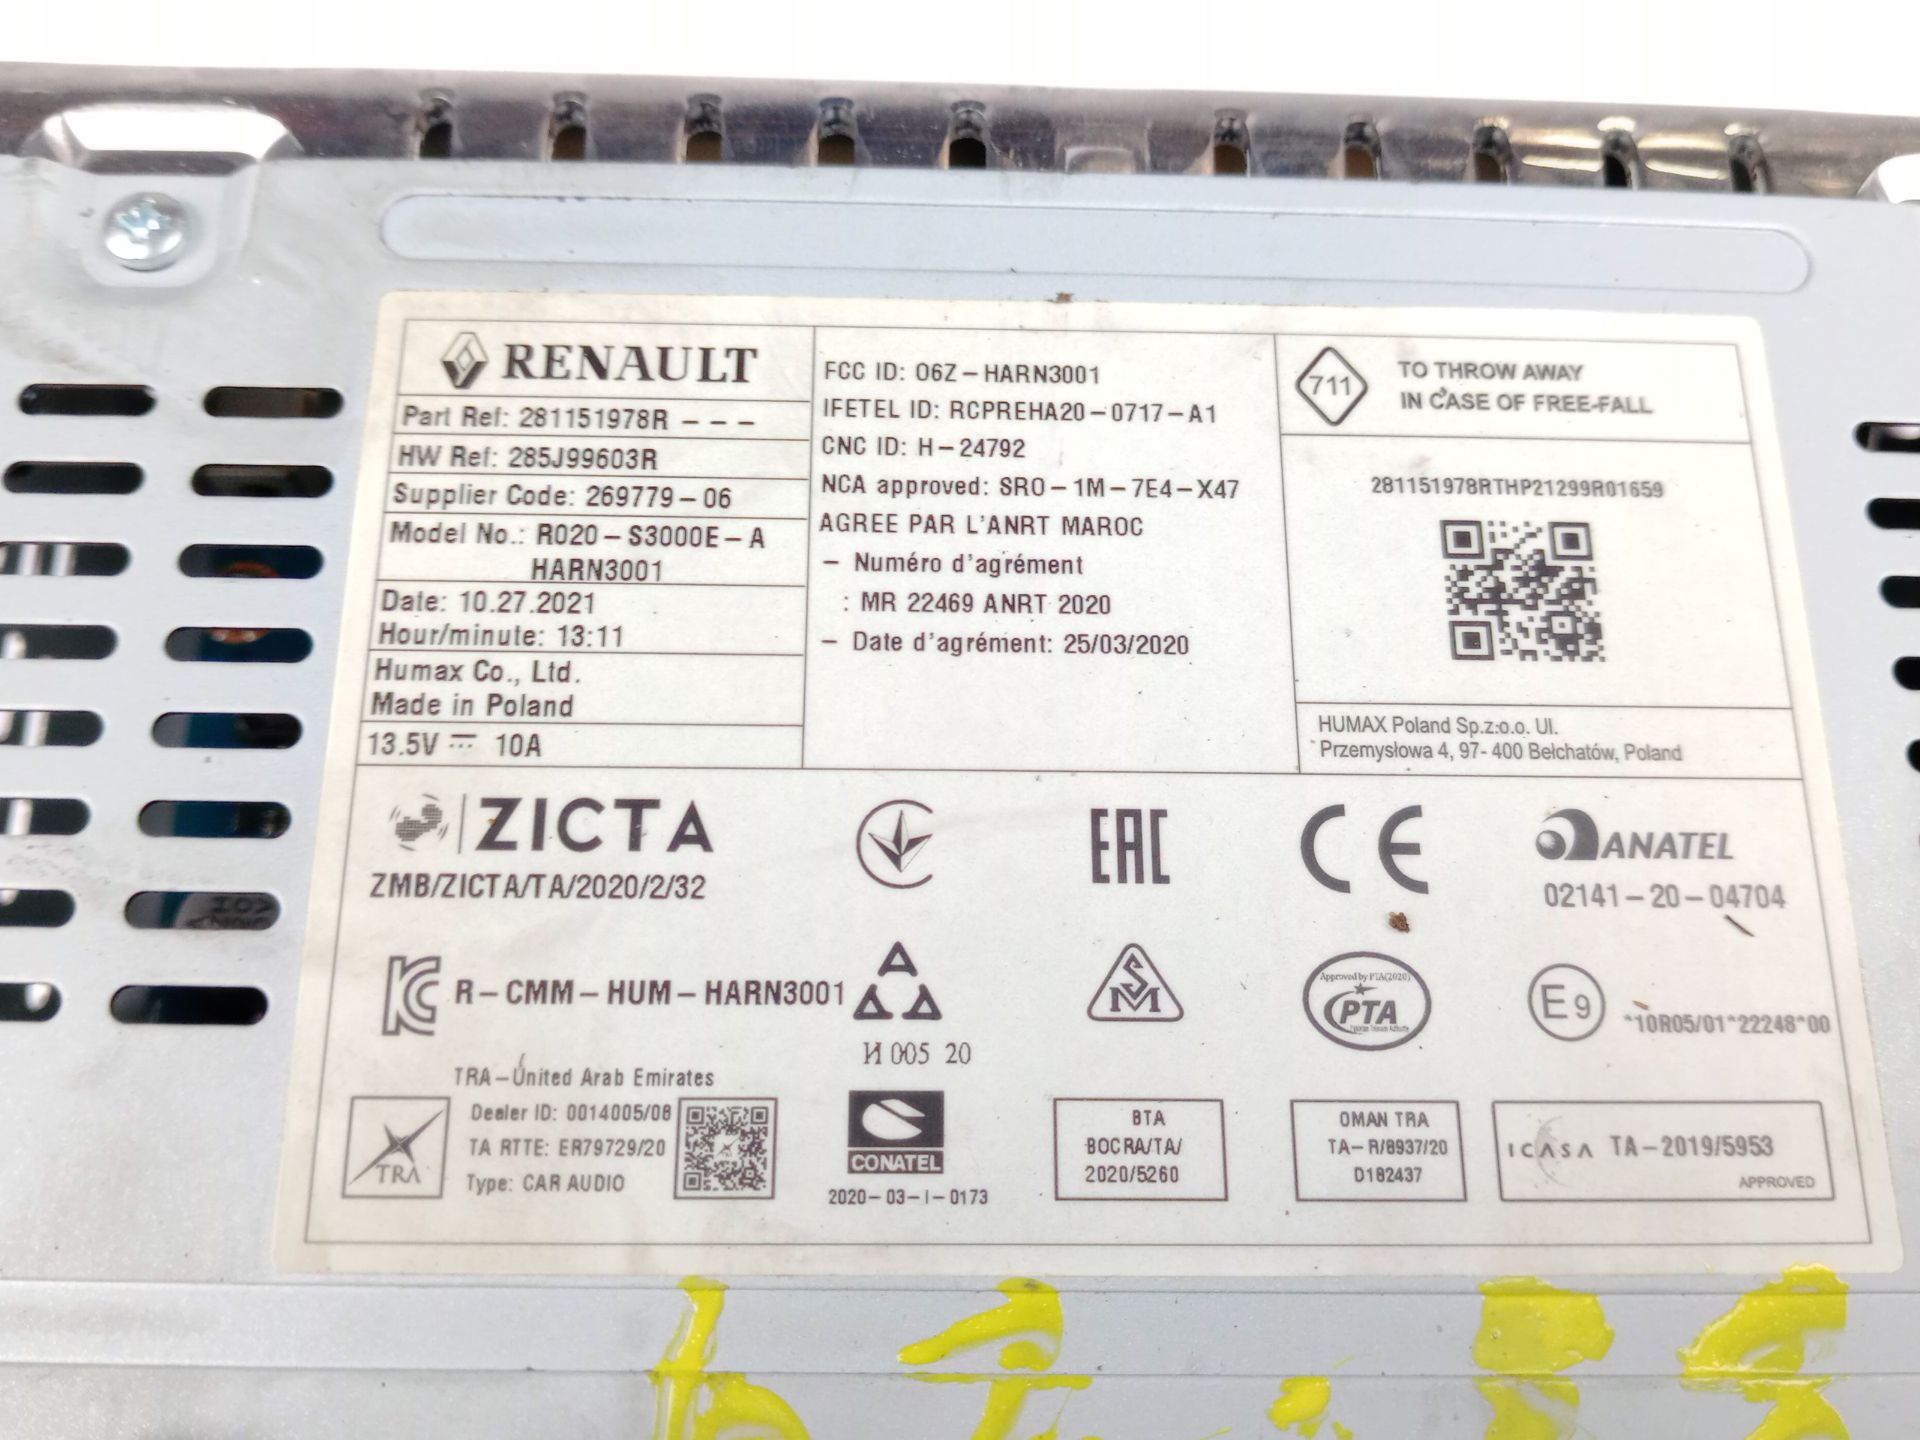 RENAULT
Part Ref: 281151978R - - -
HW Ref: 285J99603R
Supplier Code: 269779-06
Model No.: R020-S3000E-A
HARN3001
Date: 10.27.2021
Hour/minute: 13:11
Humax Co., Ltd.
Made in Poland
13.5V 10A
FCC ID: O6Z-HARN3001
IFETEL ID: RCPREHA20-0717-A1
CNC ID: H-24792
NCA approved: SRO-1M-7E4-X47
AGREE PAR L'ANRT MAROC
- Numéro d'agrément
: MR 22469 ANRT 2020
- Date d'agrément: 25/03/2020
711
TO THROW AWAY
IN CASE OF FREE-FALL
281151978RTHP21299R01659
HUMAX Poland Sp.z.o.o. Ul.
Przemysłowa 4, 97-400 Bełchatów, Poland
ZICTA
ZMB/ZICTA/TA/2020/2/32
EAC
CE
ANATEL
02141-20-04704
R-CMM-HUM-HARN3001
И 005 20
SM
Approved by PTA(2020)
PTA
E9
*10R05/01*22248*00
TRA-United Arab Emirates
Dealer ID: 0014005/08
TA RTTE: ER79729/20
Type: CAR AUDIO
TRA
CONATEL
2020-03-I-0173
BTA
BOCRA/TA/
2020/5260
OMAN TRA
TA-R/8937/20
D182437
ICASA TA-2019/5953
APPROVED